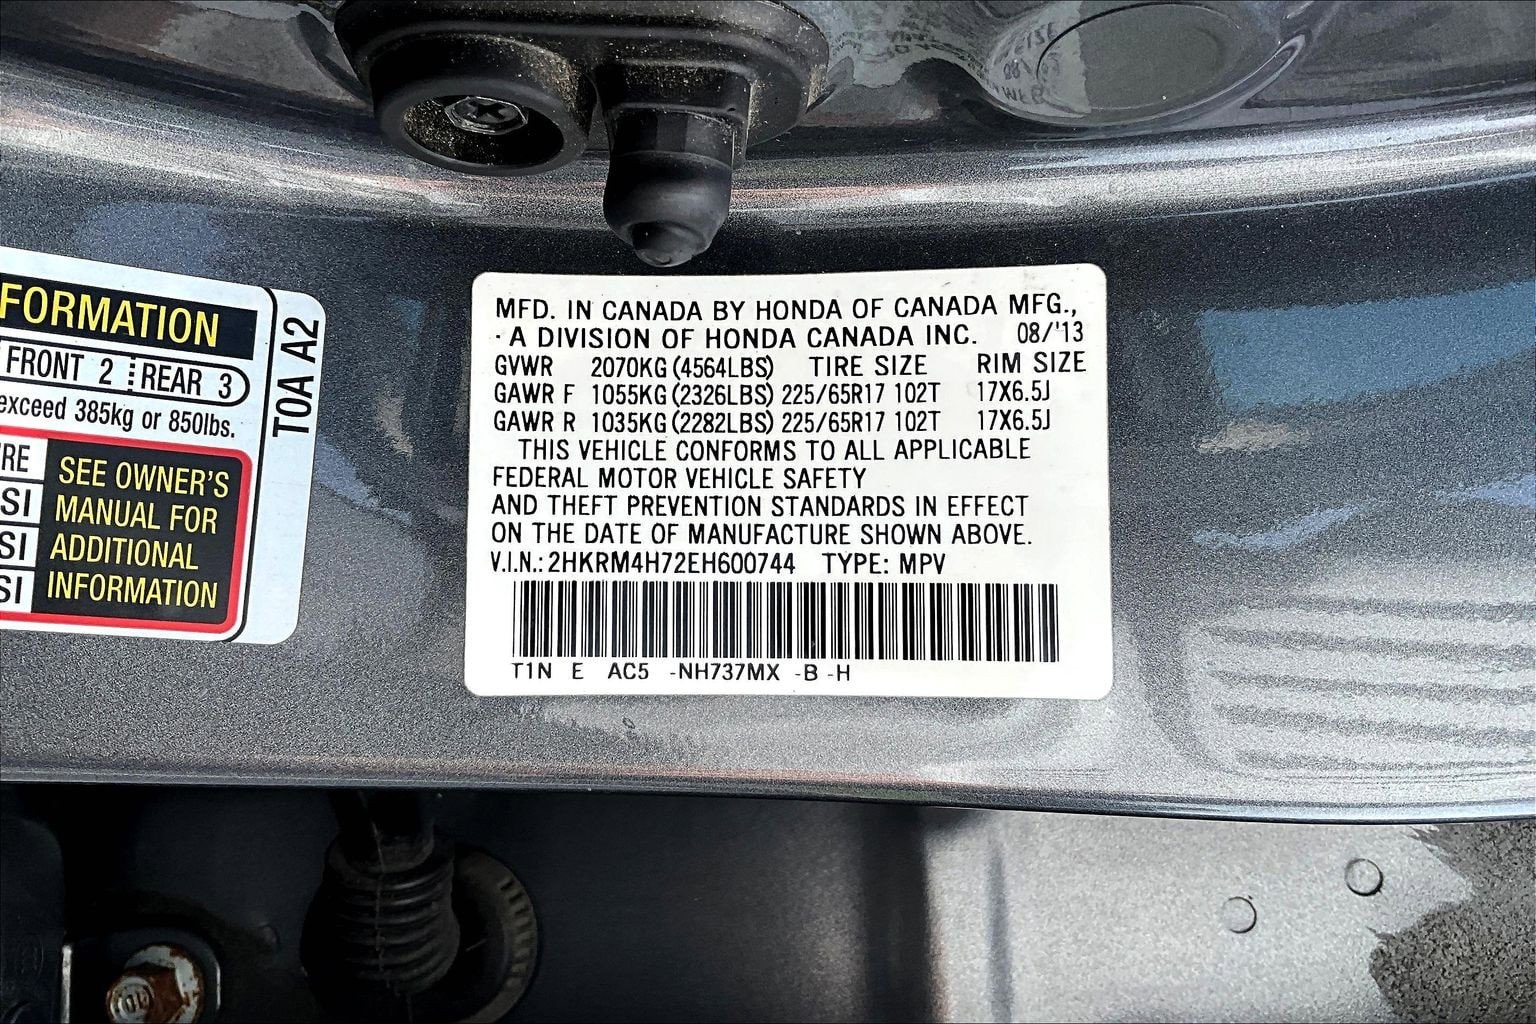 FORMATION
FRONT 2 REAR 3
exceed 385kg or 850lbs.
SEE OWNER'S
MANUAL FOR
ADDITIONAL
INFORMATION
SI
SI
SI
TOA A2
MFD. IN CANADA BY HONDA OF CANADA MFG.,
A DIVISION OF HONDA CANADA INC. 08/'13
GVWR 2070KG (4564LBS) TIRE SIZE RIM SIZE
GAWR F 1055KG (2326LBS) 225/65R17 102T 17X6.5J
GAWR R 1035KG (2282LBS) 225/65R17 102T 17X6.5J
THIS VEHICLE CONFORMS TO ALL APPLICABLE
FEDERAL MOTOR VEHICLE SAFETY
AND THEFT PREVENTION STANDARDS IN EFFECT
ON THE DATE OF MANUFACTURE SHOWN ABOVE.
V.I.N.: 2HKRM4H72EH600744 TYPE: MPV
T1N E AC5 -NH737MX -B -H